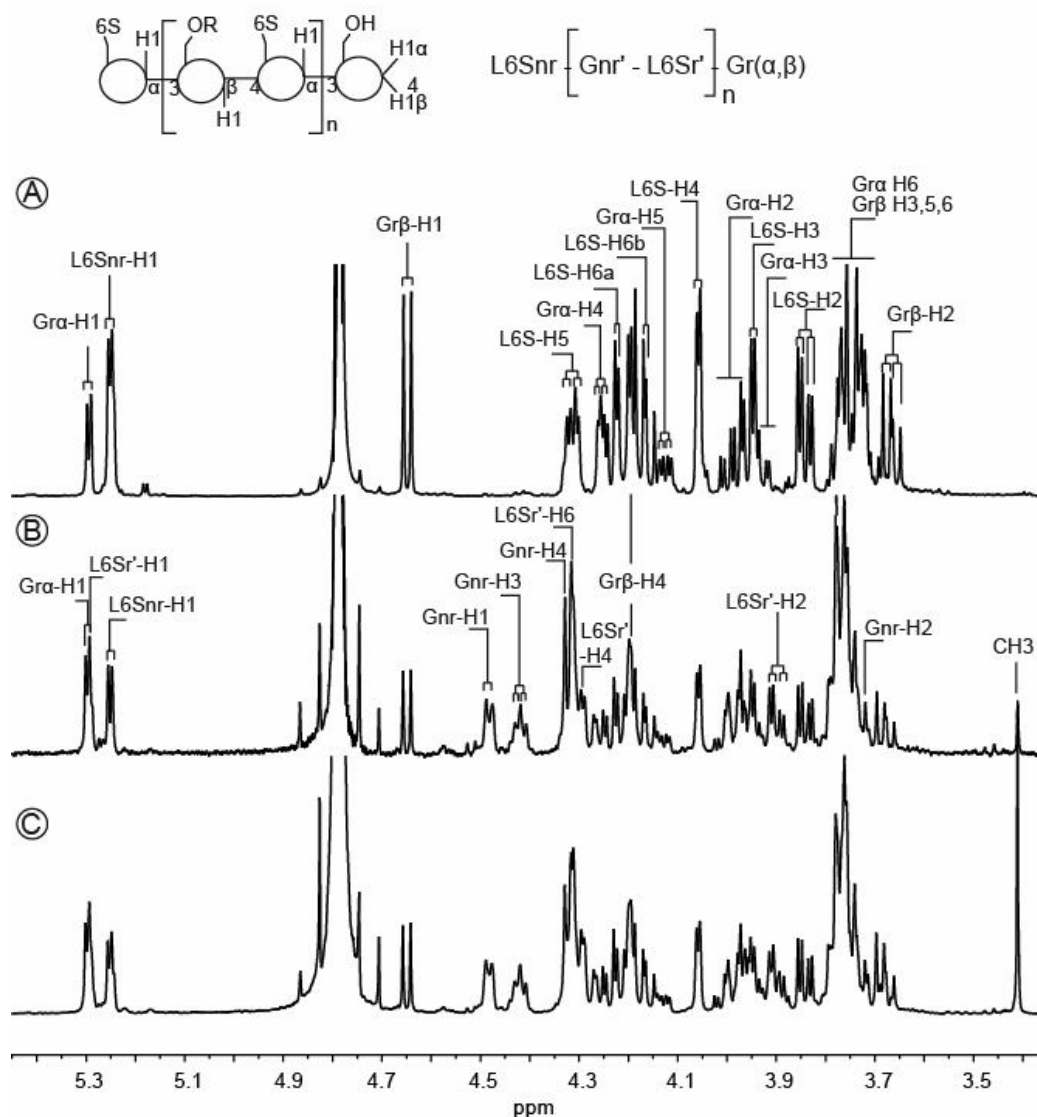 6S H1 OR 6S H1 OH
H1α
α 3 β 4 α 3 4
H1β
H1 n
L6Snr Gnr' - L6Sr' Gr(α,β)
n
A
L6S-H4
Grα-H2
Grα H6
Grβ H3,5,6
Grβ-H1
Grα-H5
L6S-H3
L6Snr-H1
L6S-H6b
Grα-H3
L6S-H6a
L6S-H2
Grα-H1
Grα-H4
Grβ-H2
L6S-H5
B
L6Sr'-H6
L6Sr'-H1
Gnr-H4
Grα-H1
L6Snr-H1
Gnr-H3
Grβ-H4
L6Sr'-H2
Gnr-H1
L6Sr'
-H4
Gnr-H2
CH3
C
5.3 5.1 4.9 4.7 4.5 4.3 4.1 3.9 3.7 3.5
ppm